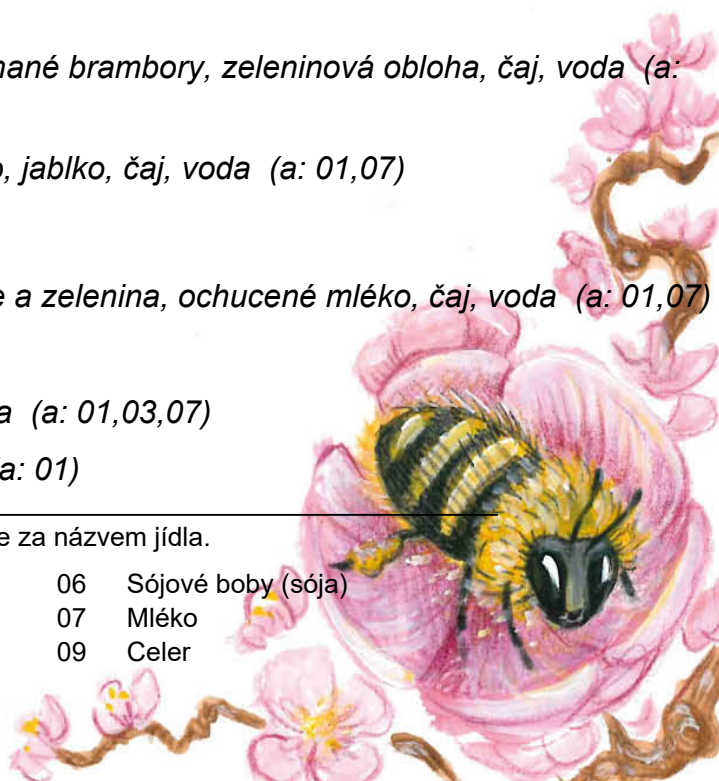 brambory, zeleninová obloha, čaj, voda (a:
jablko, čaj, voda (a: 01,07)
e a zelenina, ochucené mléko, čaj, voda (a: 01,07)
a (a: 01,03,07)
a: 01)
e za názvem jídla.
06 Sójové boby (sója)
07 Mléko
09 Celer